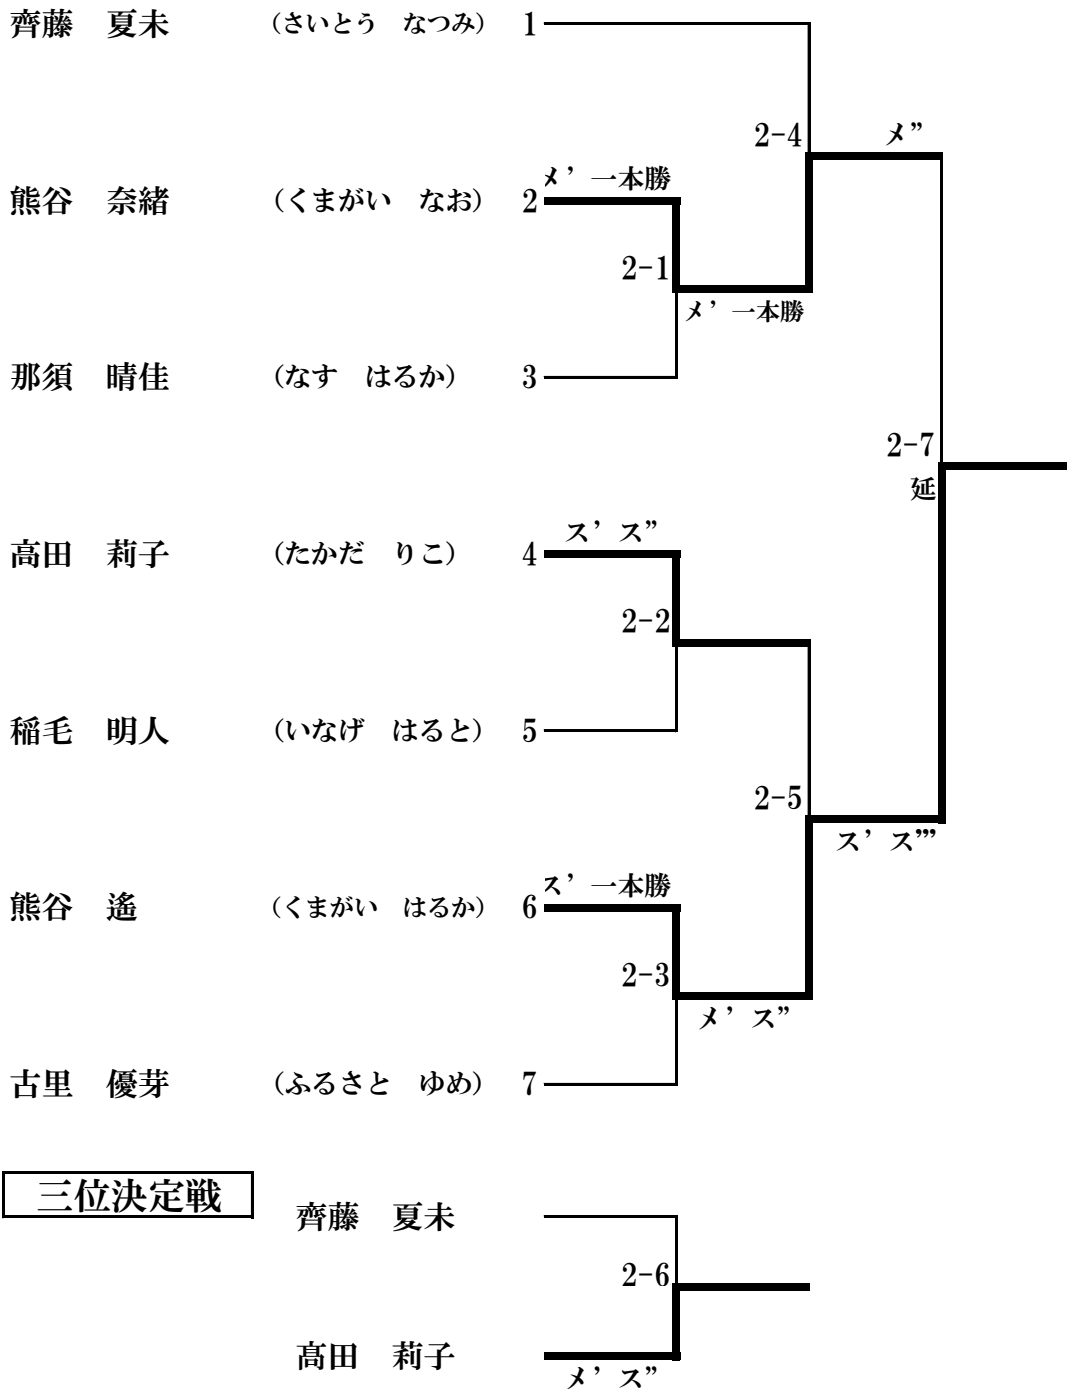 齊藤　夏未　（さいとう　なつみ）　1
2-4　メ”
メ’一本勝
熊谷　奈緒　（くまがい　なお）　2
2-1
メ’一本勝
那須　晴佳　（なす　はるか）　3
2-7
延
ス’ス”
高田　莉子　（たかだ　りこ）　4
2-2
稲毛　明人　（いなげ　はると）　5
2-5
ス’ス”’
ス’一本勝
熊谷　遙　（くまがい　はるか）　6
2-3
メ’ス”
古里　優芽　（ふるさと　ゆめ）　7
三位決定戦
齊藤　夏未
2-6
髙田　莉子
メ’ス”